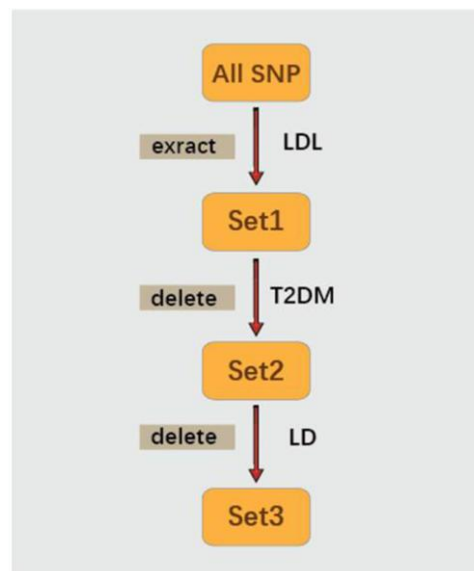 All SNP
exract LDL
Set1
delete T2DM
Set2
delete LD
Set3